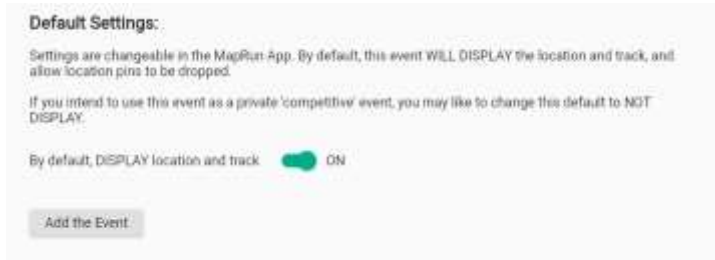 Default Settings:
Settings are changeable in the MapRun App. By default, this event WILL DISPLAY the location and track, and
allow location pins to be dropped.
If you intend to use this event as a private 'competitive' event, you may like to change this default to NOT
DISPLAY.
By default, DISPLAY location and track ON
Add the Event